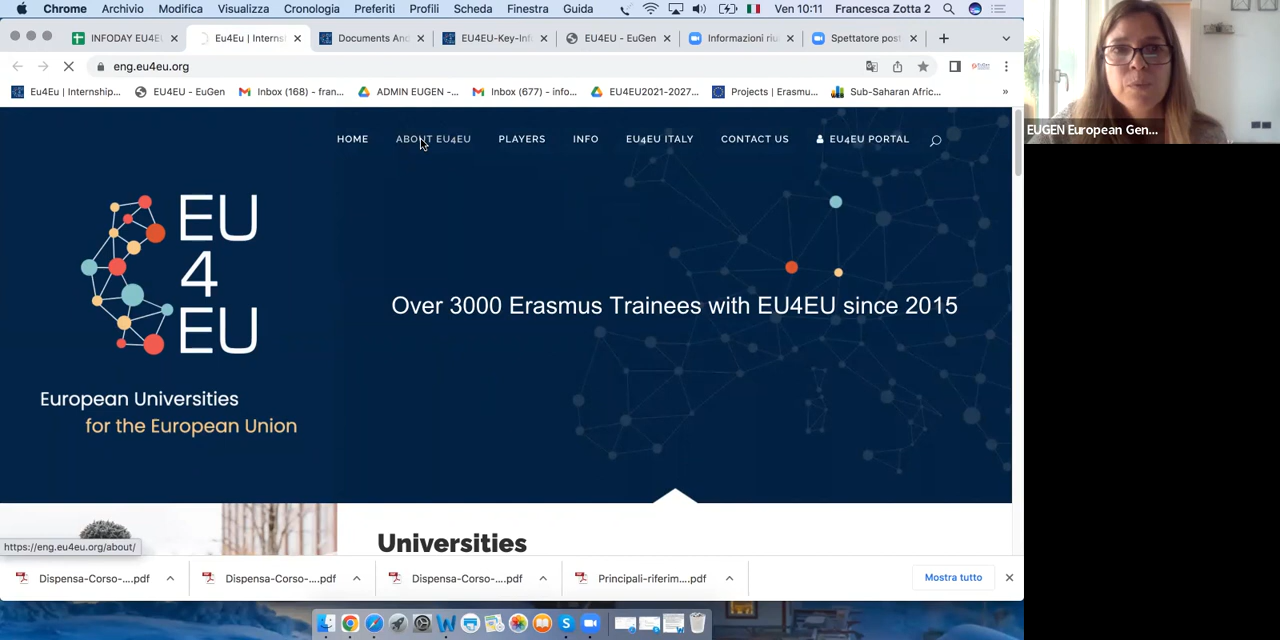 Chrome Archivio Modifica Visualizza Cronologia Preferiti Profili Scheda Finestra Guida Ven 10:11 Francesca Zotta 2
INFODAY EU4E Eu4Eu | Interns Documents An EU4EU-Key-In EU4EU - EuGen Informazioni riu Spettatore post
eng.eu4eu.org
Eu4Eu | Internship... EU4EU - EuGen Inbox (168) - fran... ADMIN EUGEN -... Inbox (677) - info... EU4EU2021-2027... Projects | Erasmu... Sub-Saharan Afric... »
HOME ABOUT EU4EU PLAYERS INFO EU4EU ITALY CONTACT US EU4EU PORTAL
EUGEN European Gen...
EU
4
EU
Over 3000 Erasmus Trainees with EU4EU since 2015
European Universities
for the European Union
Universities
https://eng.eu4eu.org/about/
Dispensa-Corso-....pdf Dispensa-Corso-....pdf Dispensa-Corso-....pdf Principali-riferim....pdf Mostra tutto